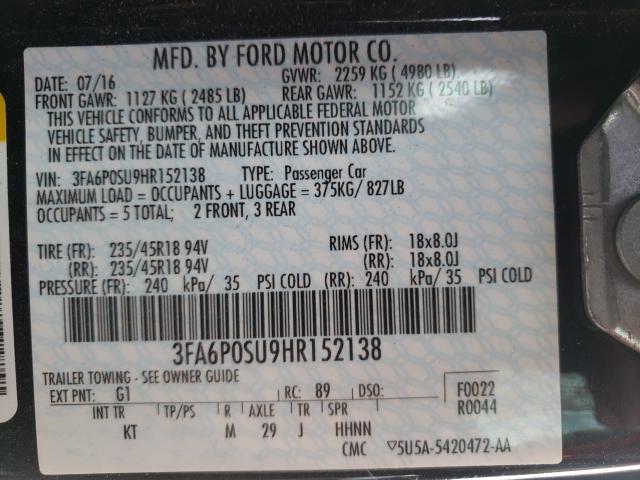 MFD. BY FORD MOTOR CO.
DATE: 07/16 GVWR: 2259 KG ( 4980 LB)
FRONT GAWR: 1127 KG ( 2485 LB) REAR GAWR: 1152 KG ( 2540 LB)
THIS VEHICLE CONFORMS TO ALL APPLICABLE FEDERAL MOTOR
VEHICLE SAFETY, BUMPER, AND THEFT PREVENTION STANDARDS
IN EFFECT ON THE DATE OF MANUFACTURE SHOWN ABOVE.
VIN: 3FA6P0SU9HR152138 TYPE: Passenger Car
MAXIMUM LOAD = OCCUPANTS + LUGGAGE = 375KG/ 827LB
OCCUPANTS = 5 TOTAL; 2 FRONT, 3 REAR
TIRE (FR): 235/45R18 94V RIMS (FR): 18x8.0J
(RR): 235/45R18 94V (RR): 18x8.0J
PRESSURE (FR): 240 kPa/ 35 PSI COLD (RR): 240 kPa/ 35 PSI COLD
3FA6P0SU9HR152138
TRAILER TOWING - SEE OWNER GUIDE
EXT PNT: G1 RC: 89 DSO: F0022
R0044
INT TR TP/PS R AXLE TR SPR
KT M 29 J HHNN
CMC ▽5U5A-5420472-AA